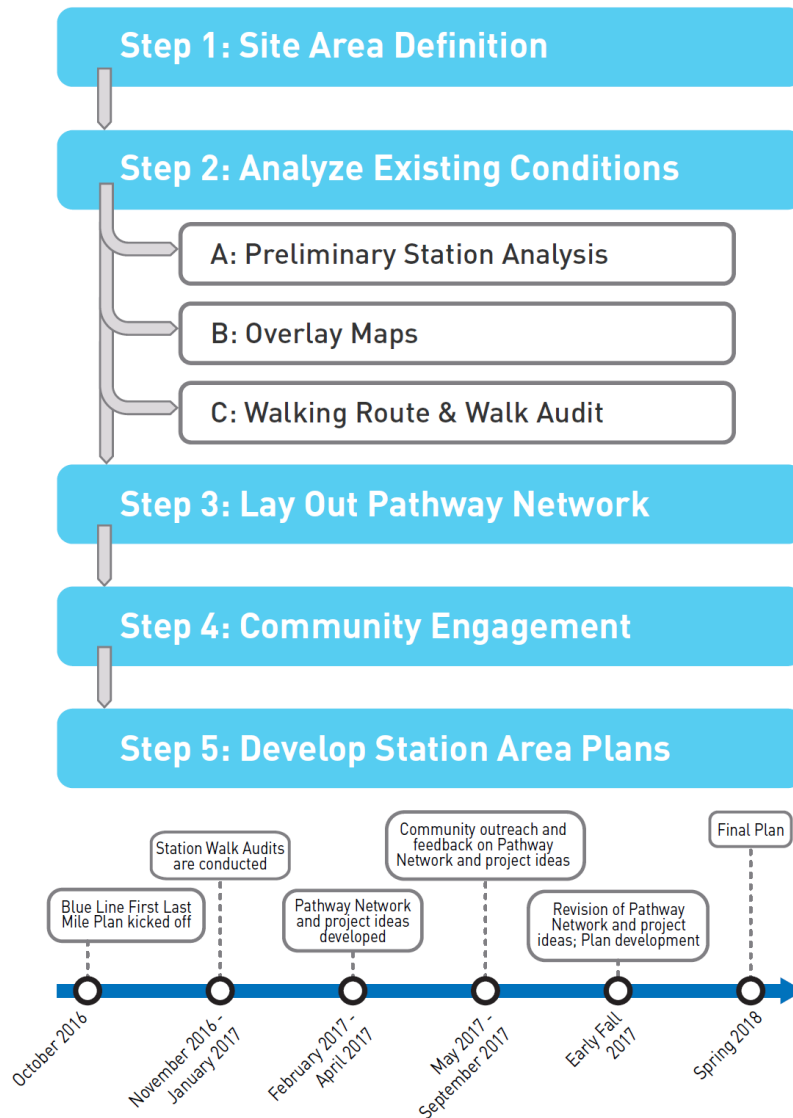 Step 1: Site Area Definition
Step 2: Analyze Existing Conditions
A: Preliminary Station Analysis
B: Overlay Maps
C: Walking Route & Walk Audit
Step 3: Lay Out Pathway Network
Step 4: Community Engagement
Step 5: Develop Station Area Plans
Blue Line First Last
Mile Plan kicked off
Station Walk Audits
are conducted
Pathway Network
and project ideas
developed
Community outreach and
feedback on Pathway
Network and project ideas
Revision of Pathway
Network and project
ideas; Plan development
Final Plan
October 2016
November 2016 -
January 2017
February 2017 -
April 2017
May 2017 -
September 2017
Early Fall
2017
Spring 2018